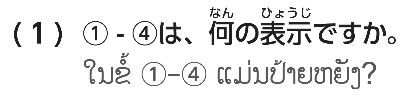 (1) ① - ④は、何の表示ですか。
ໃນຂໍ້ ①-④ ແມ່ນປ້າຍຫຍັງ?